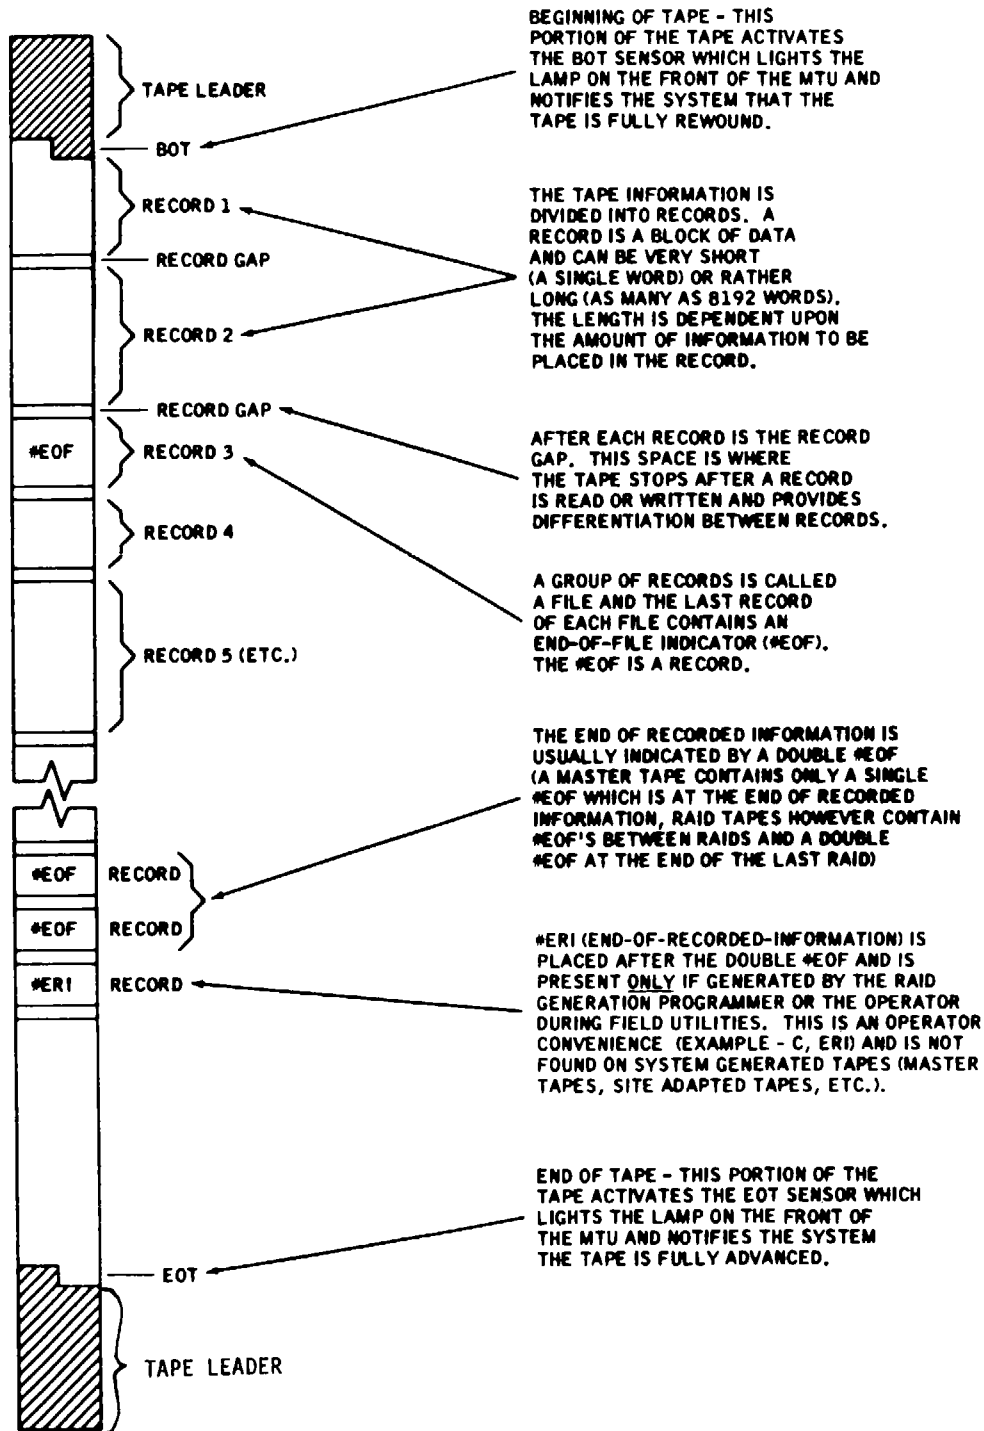 BEGINNING OF TAPE - THIS
PORTION OF THE TAPE ACTIVATES
THE BOT SENSOR WHICH LIGHTS THE
LAMP ON THE FRONT OF THE MTU AND
NOTIFIES THE SYSTEM THAT THE
TAPE IS FULLY REWOUND.
TAPE LEADER
BOT
RECORD 1
RECORD GAP
RECORD 2
THE TAPE INFORMATION IS
DIVIDED INTO RECORDS. A
RECORD IS A BLOCK OF DATA
AND CAN BE VERY SHORT
(A SINGLE WORD) OR RATHER
LONG (AS MANY AS 8192 WORDS).
THE LENGTH IS DEPENDENT UPON
THE AMOUNT OF INFORMATION TO BE
PLACED IN THE RECORD.
RECORD GAP
#EOF
RECORD 3
AFTER EACH RECORD IS THE RECORD
GAP. THIS SPACE IS WHERE
THE TAPE STOPS AFTER A RECORD
IS READ OR WRITTEN AND PROVIDES
DIFFERENTIATION BETWEEN RECORDS.
RECORD 4
A GROUP OF RECORDS IS CALLED
A FILE AND THE LAST RECORD
OF EACH FILE CONTAINS AN
END-OF-FILE INDICATOR (#EOF).
THE #EOF IS A RECORD.
RECORD 5 (ETC.)
THE END OF RECORDED INFORMATION IS
USUALLY INDICATED BY A DOUBLE #EOF
(A MASTER TAPE CONTAINS ONLY A SINGLE
#EOF WHICH IS AT THE END OF RECORDED
INFORMATION, RAID TAPES HOWEVER CONTAIN
#EOF'S BETWEEN RAIDS AND A DOUBLE
#EOF AT THE END OF THE LAST RAID)
#EOF RECORD
#EOF RECORD
#ERI RECORD
#ERI (END-OF-RECORDED-INFORMATION) IS
PLACED AFTER THE DOUBLE #EOF AND IS
PRESENT ONLY IF GENERATED BY THE RAID
GENERATION PROGRAMMER OR THE OPERATOR
DURING FIELD UTILITIES. THIS IS AN OPERATOR
CONVENIENCE (EXAMPLE - C, ERI) AND IS NOT
FOUND ON SYSTEM GENERATED TAPES (MASTER
TAPES, SITE ADAPTED TAPES, ETC.).
END OF TAPE - THIS PORTION OF THE
TAPE ACTIVATES THE EOT SENSOR WHICH
LIGHTS THE LAMP ON THE FRONT OF
THE MTU AND NOTIFIES THE SYSTEM
THE TAPE IS FULLY ADVANCED.
EOT
TAPE LEADER